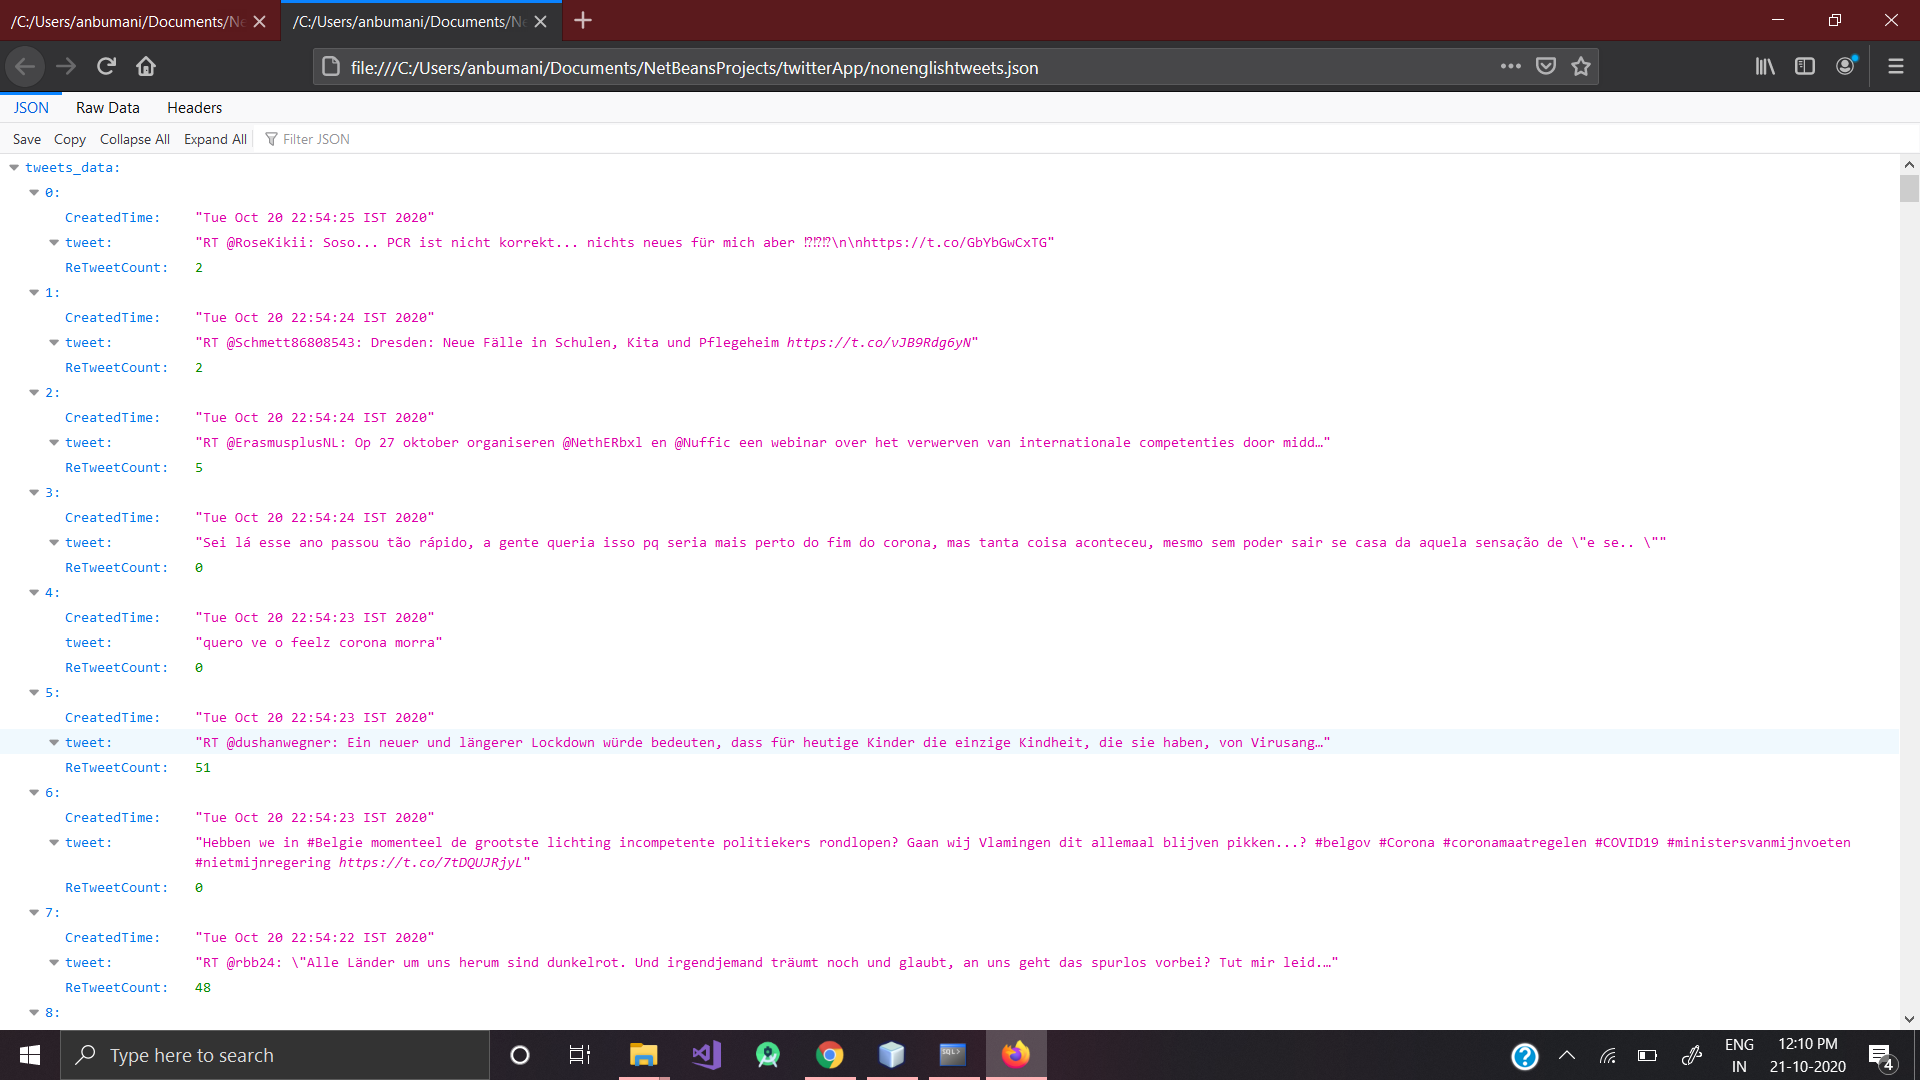 /C:/Users/anbumani/Documents/Ne
/C:/Users/anbumani/Documents/Ne
file:///C:/Users/anbumani/Documents/NetBeansProjects/twitterApp/nonenglishtweets.json
JSON Raw Data Headers
Save Copy Collapse All Expand All Filter JSON
tweets_data:
0:
CreatedTime: "Tue Oct 20 22:54:25 IST 2020"
tweet: "RT @RoseKikii: Soso... PCR ist nicht korrekt... nichts neues für mich aber ⁉⁉⁉\n\nhttps://t.co/GbYbGwCxTG"
ReTweetCount: 2
1:
CreatedTime: "Tue Oct 20 22:54:24 IST 2020"
tweet: "RT @Schmett86808543: Dresden: Neue Fälle in Schulen, Kita und Pflegeheim https://t.co/vJB9Rdg6yN"
ReTweetCount: 2
2:
CreatedTime: "Tue Oct 20 22:54:24 IST 2020"
tweet: "RT @ErasmusplusNL: Op 27 oktober organiseren @NethERbxl en @Nuffic een webinar over het verwerven van internationale competenties door midd…"
ReTweetCount: 5
3:
CreatedTime: "Tue Oct 20 22:54:24 IST 2020"
tweet: "Sei lá esse ano passou tão rápido, a gente queria isso pq seria mais perto do fim do corona, mas tanta coisa aconteceu, mesmo sem poder sair se casa da aquela sensação de \"e se.. \""
ReTweetCount: 0
4:
CreatedTime: "Tue Oct 20 22:54:23 IST 2020"
tweet: "quero ve o feelz corona morra"
ReTweetCount: 0
5:
CreatedTime: "Tue Oct 20 22:54:23 IST 2020"
tweet: "RT @dushanwegner: Ein neuer und längerer Lockdown würde bedeuten, dass für heutige Kinder die einzige Kindheit, die sie haben, von Virusang…"
ReTweetCount: 51
6:
CreatedTime: "Tue Oct 20 22:54:23 IST 2020"
tweet: "Hebben we in #Belgie momenteel de grootste lichting incompetente politiekers rondlopen? Gaan wij Vlamingen dit allemaal blijven pikken...? #belgov #Corona #coronamaatregelen #COVID19 #ministersvanmijnvoeten
#nietmijnregering https://t.co/7tDQUJRjyL"
ReTweetCount: 0
7:
CreatedTime: "Tue Oct 20 22:54:22 IST 2020"
tweet: "RT @rbb24: \"Alle Länder um uns herum sind dunkelrot. Und irgendjemand träumt noch und glaubt, an uns geht das spurlos vorbei? Tut mir leid.…"
ReTweetCount: 48
8:
Type here to search
SQL>
ENG
IN
12:10 PM
21-10-2020
4